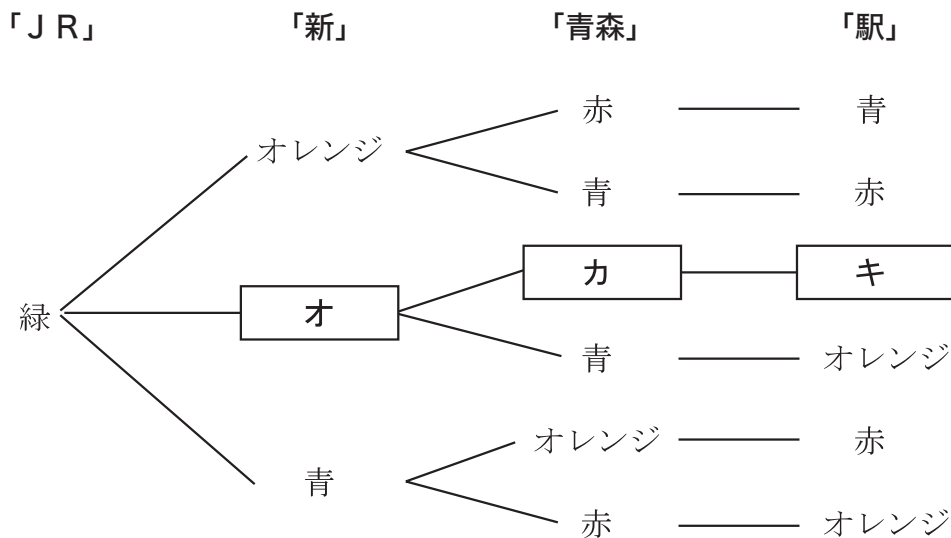 「ＪＲ」 「新」 「青森」 「駅」
赤 青
オレンジ
青 赤
カ キ
緑 オ
青 オレンジ
オレンジ 赤
青
赤 オレンジ